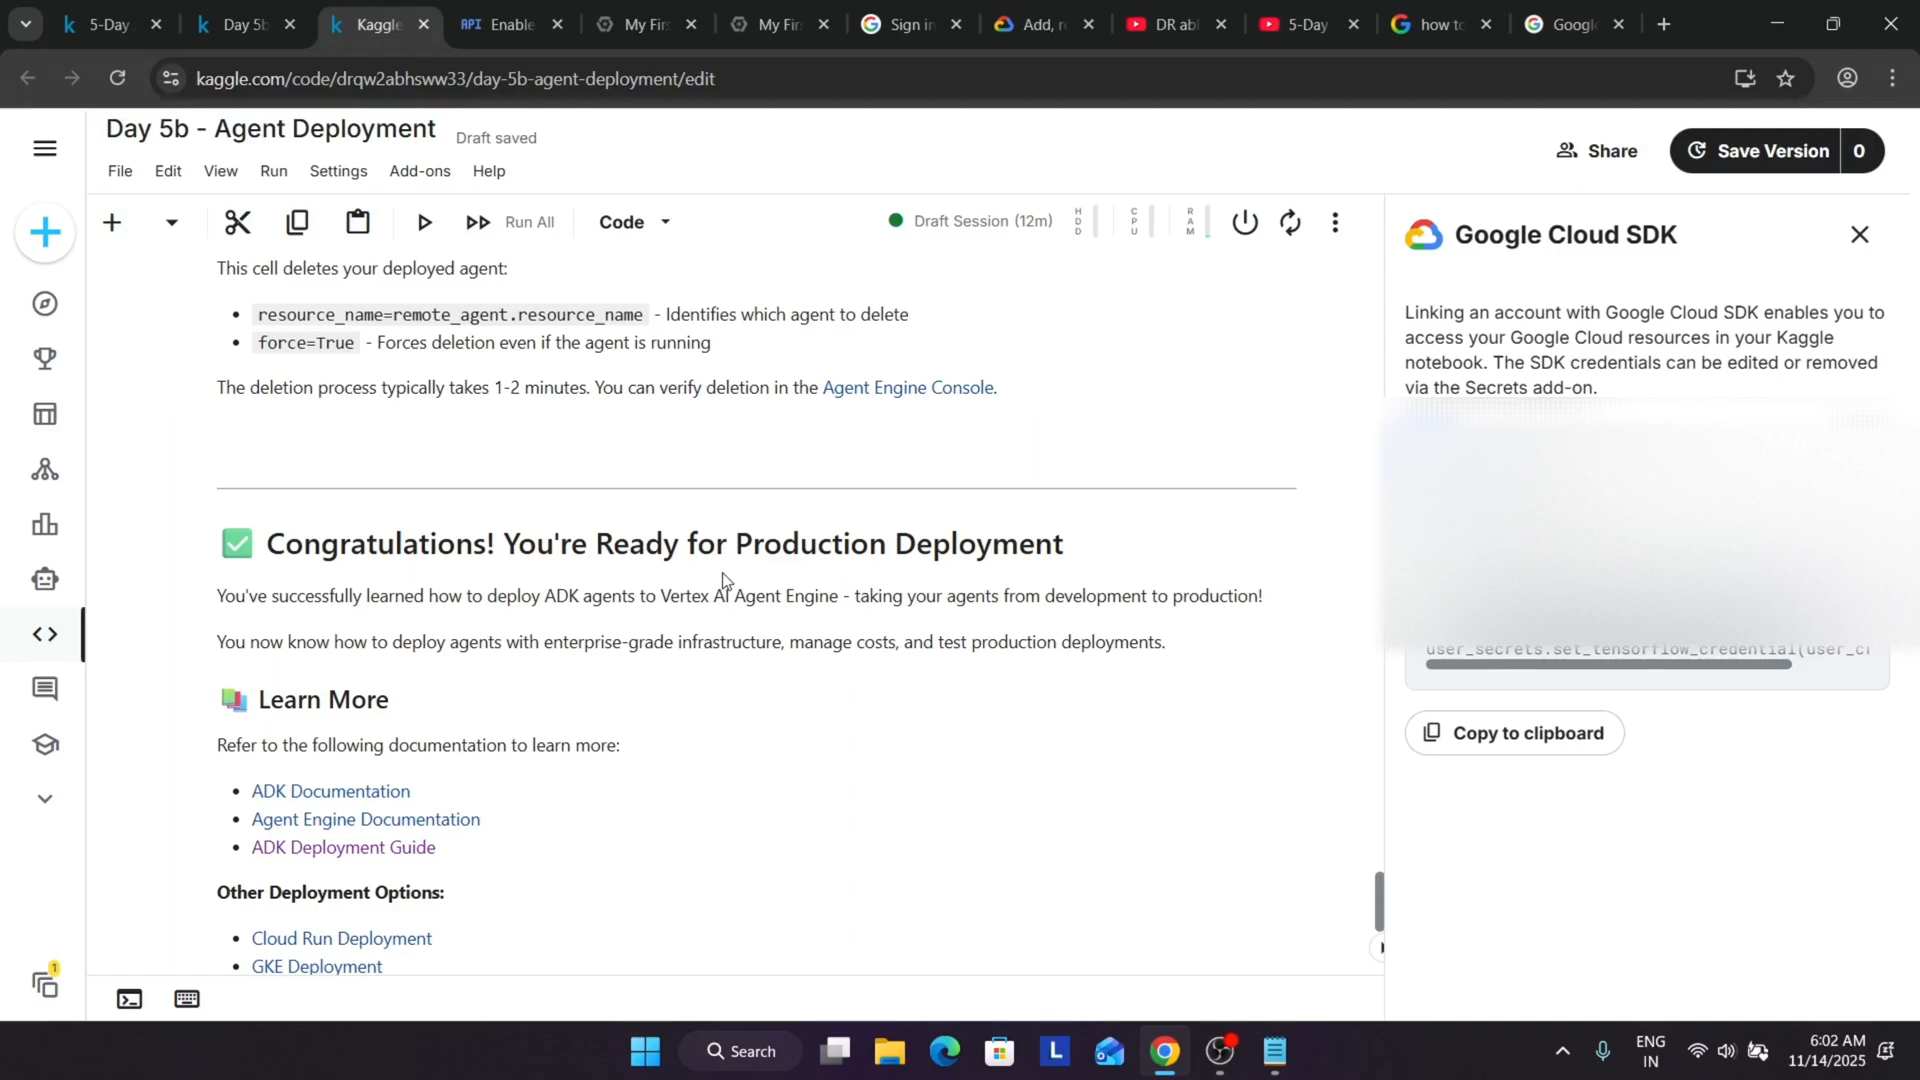 5-Day
Day 5b
Kaggle
API Enable
My Fir
My Fir
Sign in
Add, r
DR abl
5-Day
how to
Googl
kaggle.com/code/drqw2abhsww33/day-5b-agent-deployment/edit
Day 5b - Agent Deployment
Draft saved
Share
Save Version
0
File
Edit
View
Run
Settings
Add-ons
Help
Run All
Code
Draft Session (12m)
HDD
CPU
RAM
Google Cloud SDK
This cell deletes your deployed agent:
resource_name=remote_agent.resource_name - Identifies which agent to delete
force=True - Forces deletion even if the agent is running
The deletion process typically takes 1-2 minutes. You can verify deletion in the Agent Engine Console.
Linking an account with Google Cloud SDK enables you to
access your Google Cloud resources in your Kaggle
notebook. The SDK credentials can be edited or removed
via the Secrets add-on.
Congratulations! You're Ready for Production Deployment
You've successfully learned how to deploy ADK agents to Vertex AI Agent Engine - taking your agents from development to production!
You now know how to deploy agents with enterprise-grade infrastructure, manage costs, and test production deployments.
user_secrets.set_tensorflow_credential(user_cr
Copy to clipboard
Learn More
Refer to the following documentation to learn more:
ADK Documentation
Agent Engine Documentation
ADK Deployment Guide
Other Deployment Options:
Cloud Run Deployment
GKE Deployment
1
Search
L
ENG
IN
6:02 AM
11/14/2025